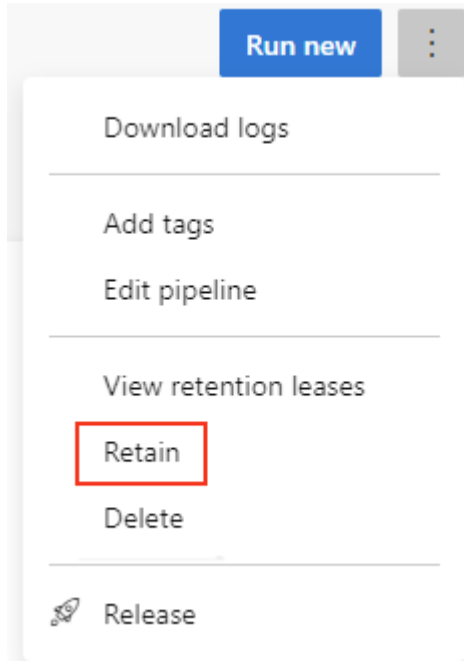 Run new
Download logs
Add tags
Edit pipeline
View retention leases
Retain
Delete
Release